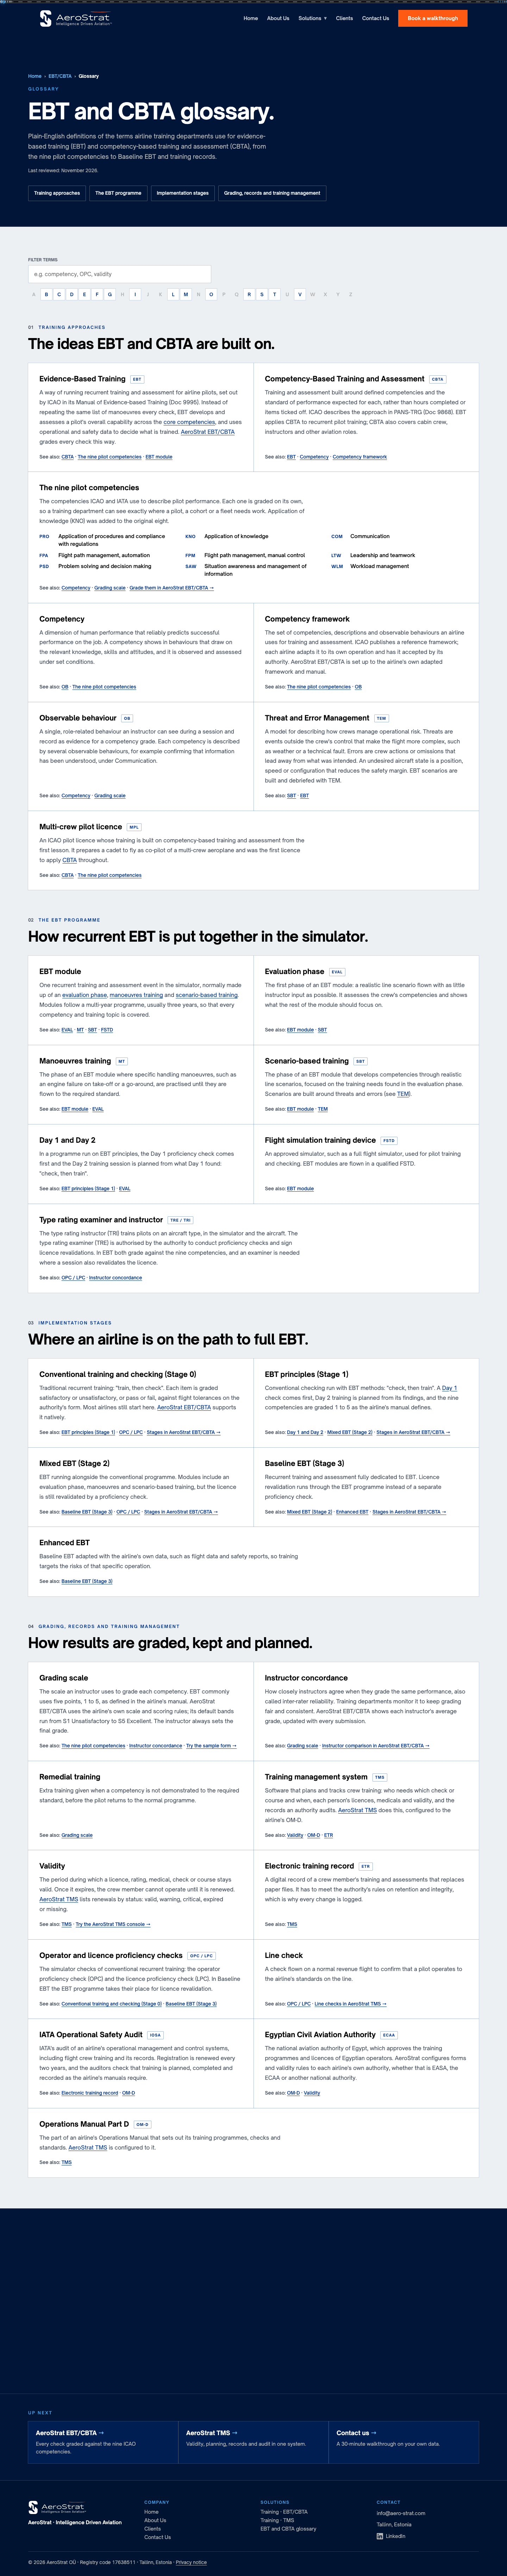 AeroStrat
Intelligence Driven Aviation
Home About Us Solutions Clients Contact Us Book a walkthrough
Home › EBT/CBTA › Glossary
GLOSSARY
EBT and CBTA glossary.
Plain-English definitions of the terms airline training departments use for evidence-
based training (EBT) and competency-based training and assessment (CBTA), from
the nine pilot competencies to Baseline EBT and training records.
Last reviewed: November 2026.
Training approaches The EBT programme Implementation stages Grading, records and training management
FILTER TERMS
e.g. competency, OPC, validity
A B C D E F G H I J K L M N O P Q R S T U V W X Y Z
01 TRAINING APPROACHES
The ideas EBT and CBTA are built on.
Evidence-Based Training EBT
A way of running recurrent training and assessment for airline pilots, set out
by ICAO in its Manual of Evidence-based Training (Doc 9995). Instead of
repeating the same list of manoeuvres every check, EBT develops and
assesses a pilot's overall capability across the core competencies, and uses
operational and safety data to decide what is trained. AeroStrat EBT/CBTA
grades every check this way.
See also: CBTA · The nine pilot competencies · EBT module
Competency-Based Training and Assessment CBTA
Training and assessment built around defined competencies and the
standard of performance expected for each, rather than hours completed or
items ticked off. ICAO describes the approach in PANS-TRG (Doc 9868). EBT
applies CBTA to recurrent pilot training; CBTA also covers cabin crew,
instructors and other aviation roles.
See also: EBT · Competency · Competency framework
The nine pilot competencies
The competencies ICAO and IATA use to describe pilot performance. Each one is graded on its own,
so a training department can see exactly where a pilot, a cohort or a fleet needs work. Application of
knowledge (KNO) was added to the original eight.
PRO Application of procedures and compliance with regulations
KNO Application of knowledge
COM Communication
FPA Flight path management, automation
FPM Flight path management, manual control
LTW Leadership and teamwork
PSD Problem solving and decision making
SAW Situation awareness and management of information
WLM Workload management
See also: Competency · Grading scale · Grade them in AeroStrat EBT/CBTA →
Competency
A dimension of human performance that reliably predicts successful
performance on the job. A competency shows in behaviours that draw on
the relevant knowledge, skills and attitudes, and it is observed and assessed
under set conditions.
See also: OB · The nine pilot competencies
Competency framework
The set of competencies, descriptions and observable behaviours an airline
uses for training and assessment. ICAO publishes a reference framework;
each airline adapts it to its own operation and has it accepted by its
authority. AeroStrat EBT/CBTA is set up to the airline's own adapted
framework and manual.
See also: The nine pilot competencies · OB
Observable behaviour OB
A single, role-related behaviour an instructor can see during a session and
record as evidence for a competency grade. Each competency is described
by several observable behaviours, for example confirming that information
has been understood, under Communication.
See also: Competency · Grading scale
Threat and Error Management TEM
A model for describing how crews manage operational risk. Threats are
events outside the crew's control that make the flight more complex, such
as weather or a technical fault. Errors are crew actions or omissions that
lead away from what was intended. An undesired aircraft state is a position,
speed or configuration that reduces the safety margin. EBT scenarios are
built and debriefed with TEM.
See also: SBT · EBT
Multi-crew pilot licence MPL
An ICAO pilot licence whose training is built on competency-based training and assessment from the
first lesson. It prepares a cadet to fly as co-pilot of a multi-crew aeroplane and was the first licence
to apply CBTA throughout.
See also: CBTA · The nine pilot competencies
02 THE EBT PROGRAMME
How recurrent EBT is put together in the simulator.
EBT module
One recurrent training and assessment event in the simulator, normally made
up of an evaluation phase, manoeuvres training and scenario-based training.
Modules follow a multi-year programme, usually three years, so that every
competency and training topic is covered.
See also: EVAL · MT · SBT · FSTD
Evaluation phase EVAL
The first phase of an EBT module: a realistic line scenario flown with as little
instructor input as possible. It assesses the crew's competencies and shows
what the rest of the module should focus on.
See also: EBT module · SBT
Manoeuvres training MT
The phase of an EBT module where specific handling manoeuvres, such as
an engine failure on take-off or a go-around, are practised until they are
flown to the required standard.
See also: EBT module · EVAL
Scenario-based training SBT
The phase of an EBT module that develops competencies through realistic
line scenarios, focused on the training needs found in the evaluation phase.
Scenarios are built around threats and errors (see TEM).
See also: EBT module · TEM
Day 1 and Day 2
In a programme run on EBT principles, the Day 1 proficiency check comes
first and the Day 2 training session is planned from what Day 1 found:
"check, then train".
See also: EBT principles (Stage 1) · EVAL
Flight simulation training device FSTD
An approved simulator, such as a full flight simulator, used for pilot training
and checking. EBT modules are flown in a qualified FSTD.
See also: EBT module
Type rating examiner and instructor TRE / TRI
The type rating instructor (TRI) trains pilots on an aircraft type, in the simulator and the aircraft. The
type rating examiner (TRE) is authorised by the authority to conduct proficiency checks and sign
licence revalidations. In EBT both grade against the nine competencies, and an examiner is needed
where a session also revalidates the licence.
See also: OPC / LPC · Instructor concordance
03 IMPLEMENTATION STAGES
Where an airline is on the path to full EBT.
Conventional training and checking (Stage 0)
Traditional recurrent training: "train, then check". Each item is graded
satisfactory or unsatisfactory, or pass or fail, against flight tolerances on the
authority's form. Most airlines still start here. AeroStrat EBT/CBTA supports
it natively.
See also: EBT principles (Stage 1) · OPC / LPC · Stages in AeroStrat EBT/CBTA →
EBT principles (Stage 1)
Conventional checking run with EBT methods: "check, then train". A Day 1
check comes first, Day 2 training is planned from its findings, and the nine
competencies are graded 1 to 5 as the airline's manual defines.
See also: Day 1 and Day 2 · Mixed EBT (Stage 2) · Stages in AeroStrat EBT/CBTA →
Mixed EBT (Stage 2)
EBT running alongside the conventional programme. Modules include an
evaluation phase, manoeuvres and scenario-based training, but the licence
is still revalidated by a proficiency check.
See also: Baseline EBT (Stage 3) · OPC / LPC · Stages in AeroStrat EBT/CBTA →
Baseline EBT (Stage 3)
Recurrent training and assessment fully dedicated to EBT. Licence
revalidation runs through the EBT programme instead of a separate
proficiency check.
See also: Mixed EBT (Stage 2) · Enhanced EBT · Stages in AeroStrat EBT/CBTA →
Enhanced EBT
Baseline EBT adapted with the airline's own data, such as flight data and safety reports, so training
targets the risks of that specific operation.
See also: Baseline EBT (Stage 3)
04 GRADING, RECORDS AND TRAINING MANAGEMENT
How results are graded, kept and planned.
Grading scale
The scale an instructor uses to grade each competency. EBT commonly
uses five points, 1 to 5, as defined in the airline's manual. AeroStrat
EBT/CBTA uses the airline's own scale and scoring rules; its default bands
run from S1 Unsatisfactory to S5 Excellent. The instructor always sets the
final grade.
See also: The nine pilot competencies · Instructor concordance · Try the sample form →
Instructor concordance
How closely instructors agree when they grade the same performance, also
called inter-rater reliability. Training departments monitor it to keep grading
fair and consistent. AeroStrat EBT/CBTA shows each instructor's average
grade, updated with every submission.
See also: Grading scale · Instructor comparison in AeroStrat EBT/CBTA →
Remedial training
Extra training given when a competency is not demonstrated to the required
standard, before the pilot returns to the normal programme.
See also: Grading scale
Training management system TMS
Software that plans and tracks crew training: who needs which check or
course and when, each person's licences, medicals and validity, and the
records an authority audits. AeroStrat TMS does this, configured to the
airline's OM-D.
See also: Validity · OM-D · ETR
Validity
The period during which a licence, rating, medical, check or course stays
valid. Once it expires, the crew member cannot operate until it is renewed.
AeroStrat TMS lists renewals by status: valid, warning, critical, expired
or missing.
See also: TMS · Try the AeroStrat TMS console →
Electronic training record ETR
A digital record of a crew member's training and assessments that replaces
paper files. It has to meet the authority's rules on retention and integrity,
which is why every change is logged.
See also: TMS
Operator and licence proficiency checks OPC / LPC
The simulator checks of conventional recurrent training: the operator
proficiency check (OPC) and the licence proficiency check (LPC). In Baseline
EBT the EBT programme takes their place for licence revalidation.
See also: Conventional training and checking (Stage 0) · Baseline EBT (Stage 3)
Line check
A check flown on a normal revenue flight to confirm that a pilot operates to
the airline's standards on the line.
See also: OPC / LPC · Line checks in AeroStrat TMS →
IATA Operational Safety Audit IOSA
IATA's audit of an airline's operational management and control systems,
including flight crew training and its records. Registration is renewed every
two years, and auditors look for evidence that training was completed and
recorded as the airline's manuals require.
See also: Electronic training record · OM-D
Egyptian Civil Aviation Authority ECAA
The national aviation authority of Egypt, which approves the training
programmes and licences of Egyptian operators. AeroStrat configures forms
and validity rules to each airline's own authority, whether that is EASA, the
ECAA or another national authority.
See also: OM-D · Validity
Operations Manual Part D OM-D
The part of an airline's Operations Manual that sets out its training programmes, checks and
standards. AeroStrat TMS is configured to it.
See also: TMS
UP NEXT
AeroStrat EBT/CBTA →
Every check graded against the nine ICAO
competencies.
AeroStrat TMS →
Validity, planning, records and audit in one system.
Contact us →
A 30-minute walkthrough on your own data.
AeroStrat
Intelligence Driven Aviation
AeroStrat · Intelligence Driven Aviation
COMPANY
Home
About Us
Clients
Contact Us
SOLUTIONS
Training · EBT/CBTA
Training · TMS
EBT and CBTA glossary
CONTACT
info@aero-strat.com
Tallinn, Estonia
LinkedIn
© 2026 AeroStrat OÜ · Registry code 17636511 · Tallinn, Estonia · Privacy notice